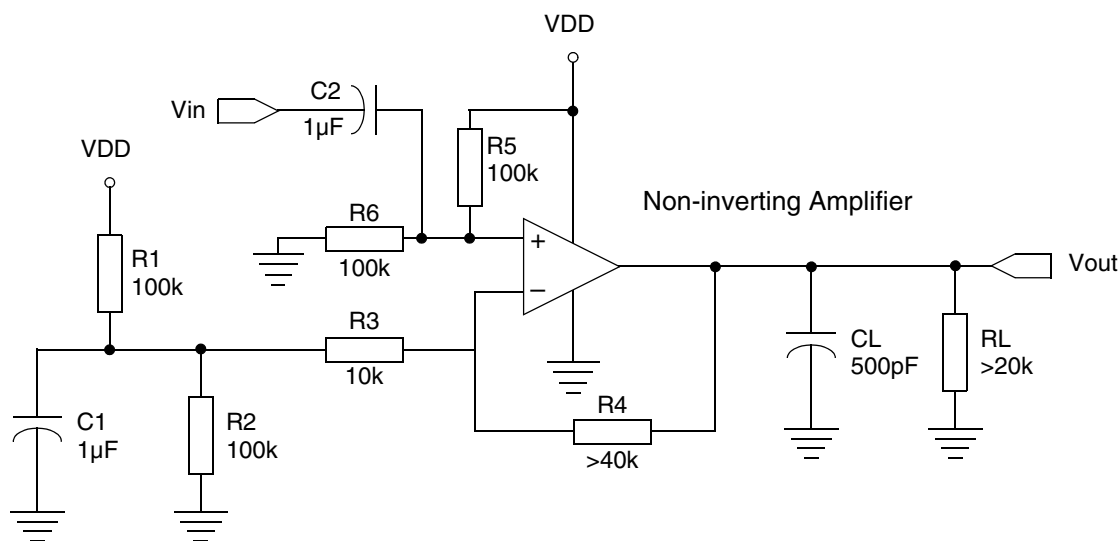 VDD
C2
Vin
1µF
VDD
R5
100k
Non-inverting Amplifier
R6
100k
+
−
R1
100k
Vout
R3
10k
CL
500pF
RL
>20k
R4
>40k
C1
1µF
R2
100k